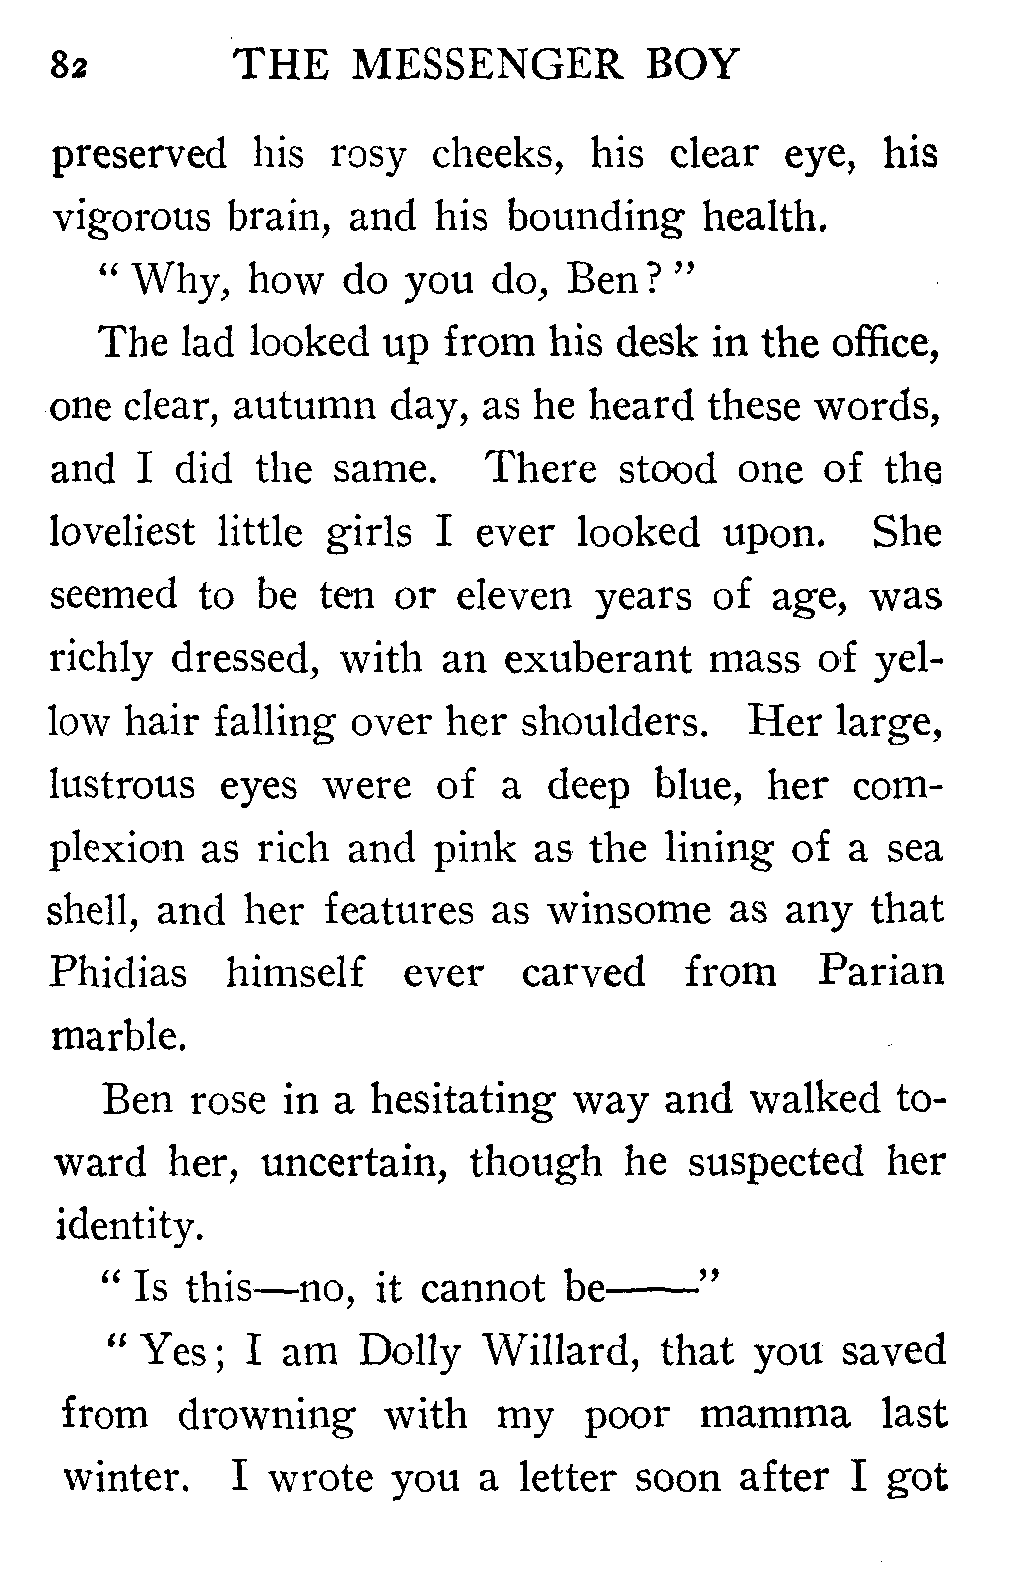 82 THE MESSENGER BOY
preserved his rosy cheeks, his clear eye, his
vigorous brain, and his bounding health.
“ Why, how do you do, Ben? ”
The lad looked up from his desk in the office,
one clear, autumn day, as he heard these words,
and I did the same. There stood one of the
loveliest little girls I ever looked upon. She
seemed to be ten or eleven years of age, was
richly dressed, with an exuberant mass of yel-
low hair falling over her shoulders. Her large,
lustrous eyes were of a deep blue, her com-
plexion as rich and pink as the lining of a sea
shell, and her features as winsome as any that
Phidias himself ever carved from Parian
marble.
Ben rose in a hesitating way and walked to-
ward her, uncertain, though he suspected her
identity.
“ Is this—no, it cannot be——”
“ Yes; I am Dolly Willard, that you saved
from drowning with my poor mamma last
winter. I wrote you a letter soon after I got